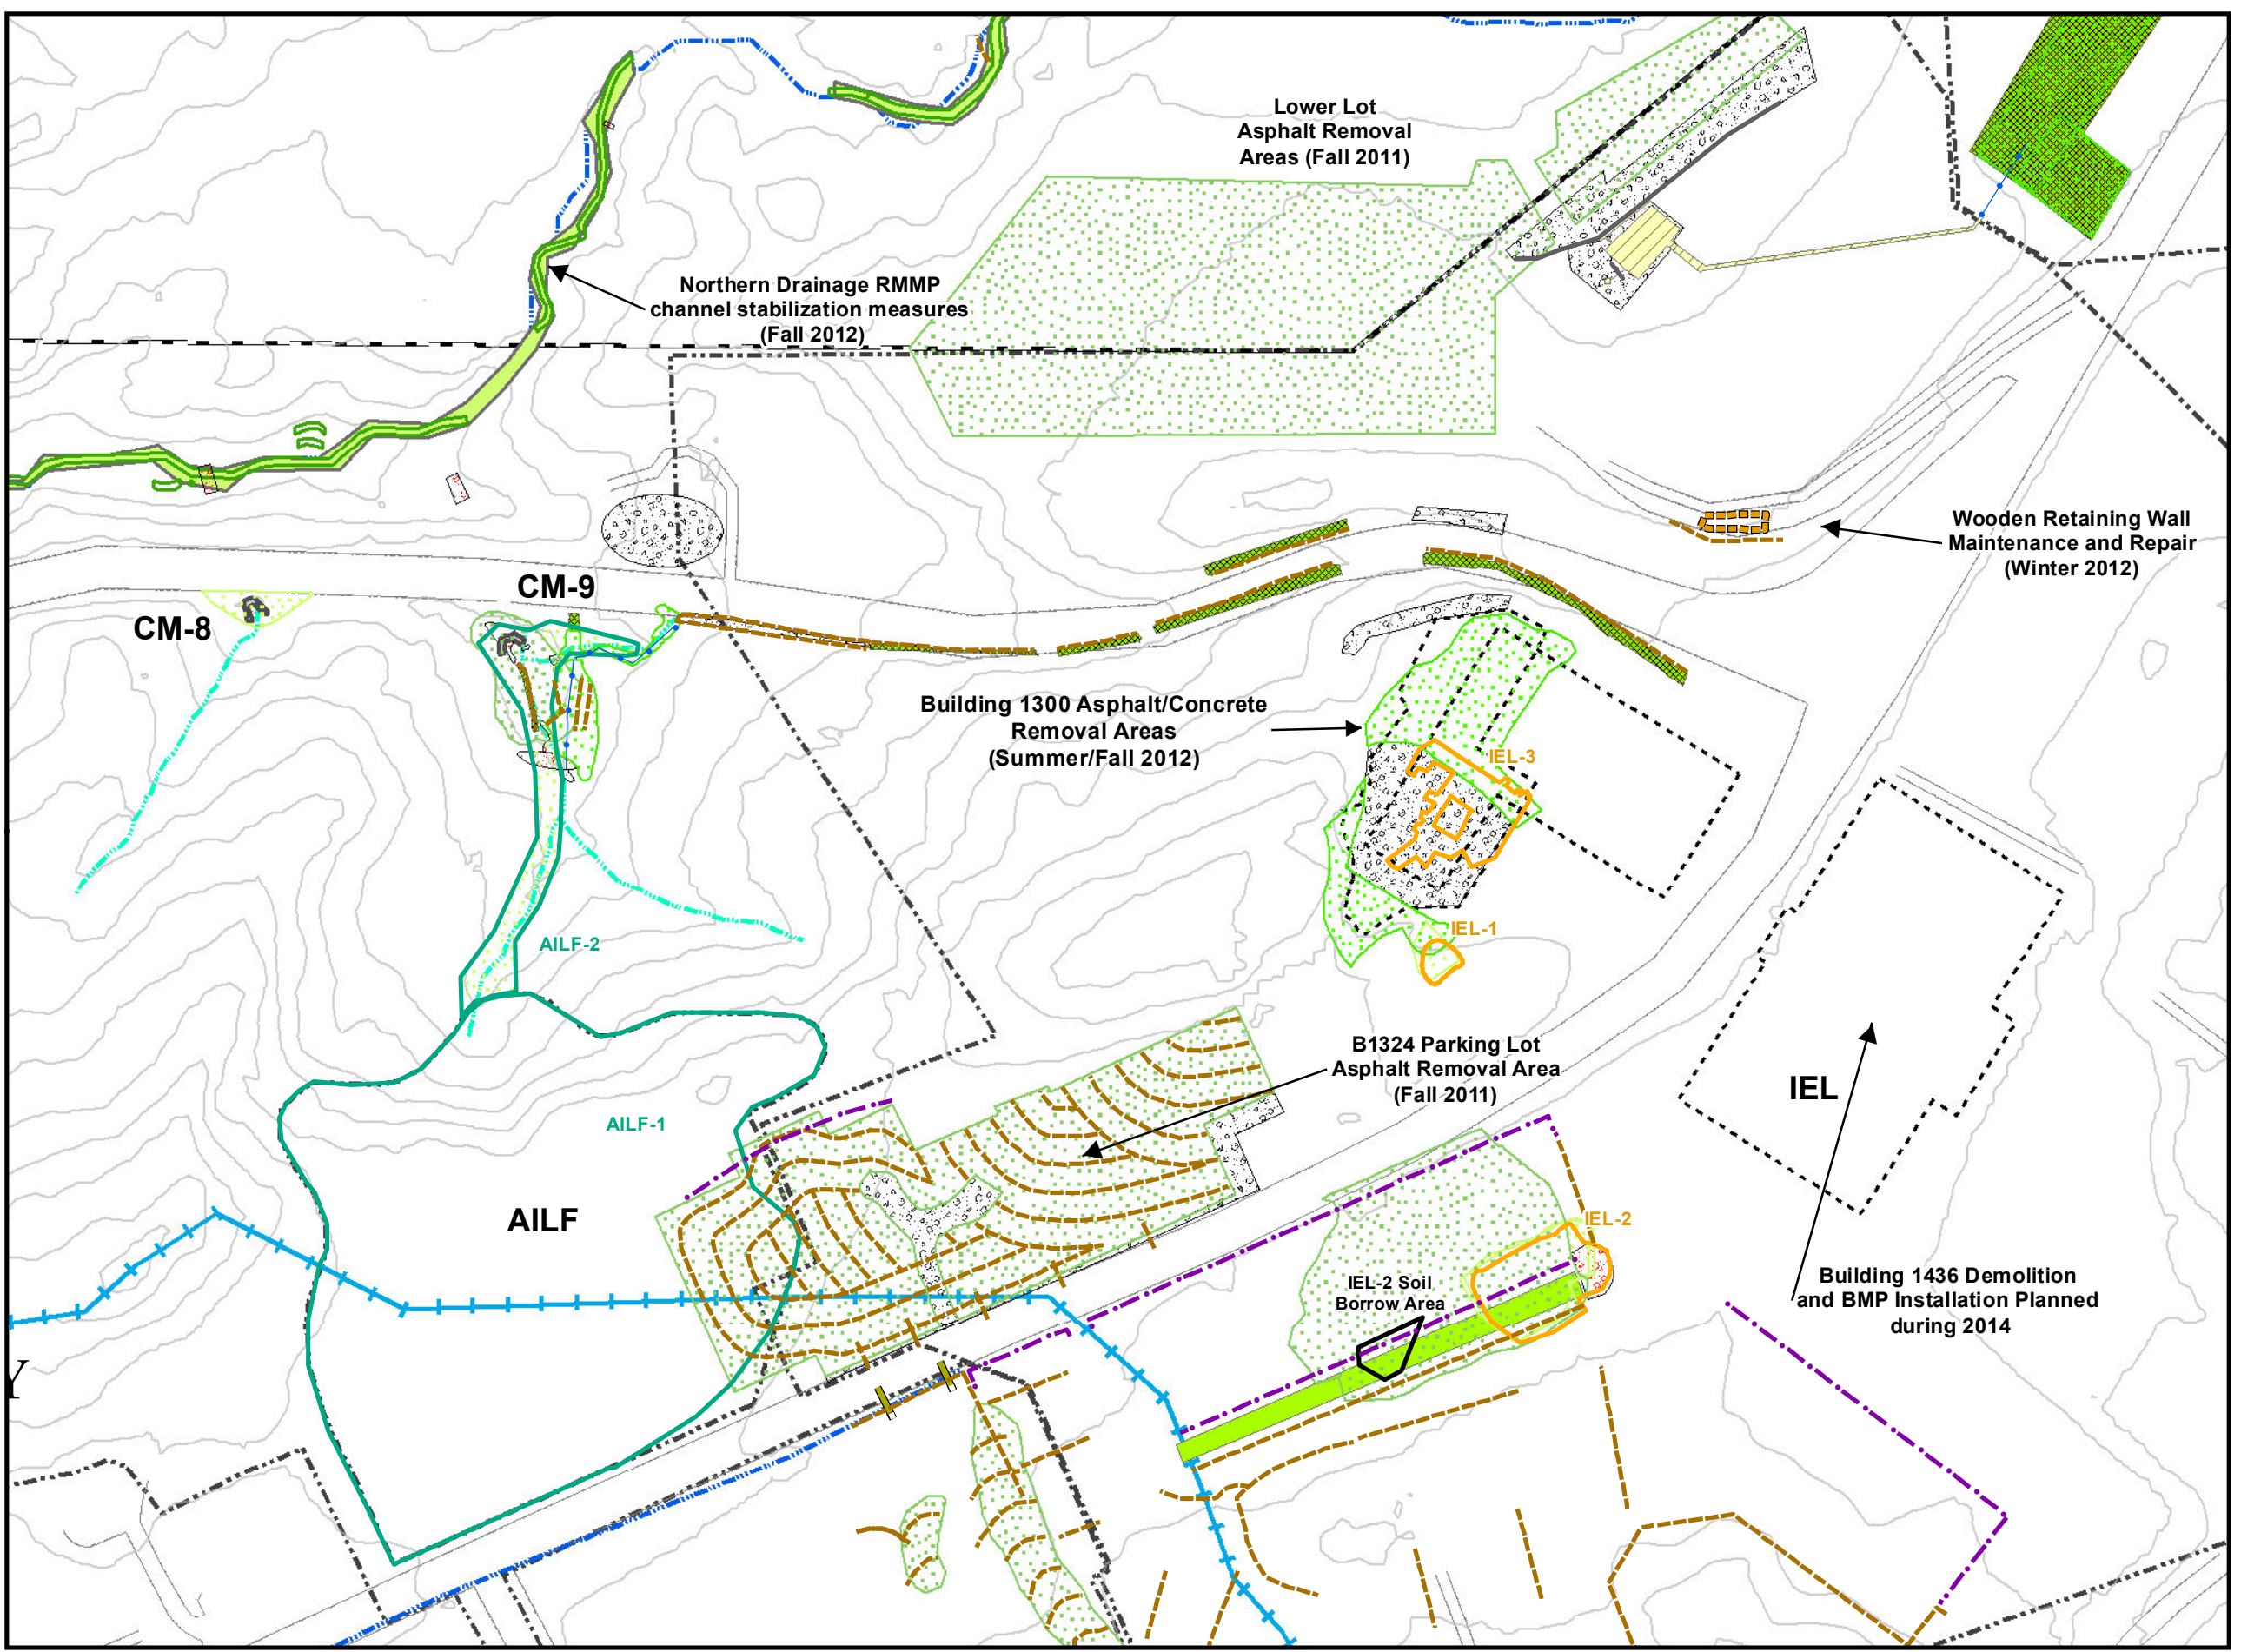 Lower Lot
Asphalt Removal
Areas (Fall 2011)
Northern Drainage RMMP
channel stabilization measures
(Fall 2012)
Wooden Retaining Wall
Maintenance and Repair
(Winter 2012)
CM-9
CM-8
Building 1300 Asphalt/Concrete
Removal Areas
(Summer/Fall 2012)
IEL-3
IEL-1
AILF-2
B1324 Parking Lot
Asphalt Removal Area
(Fall 2011)
IEL
AILF-1
AILF
IEL-2
IEL-2 Soil
Borrow Area
Building 1436 Demolition
and BMP Installation Planned
during 2014
Y